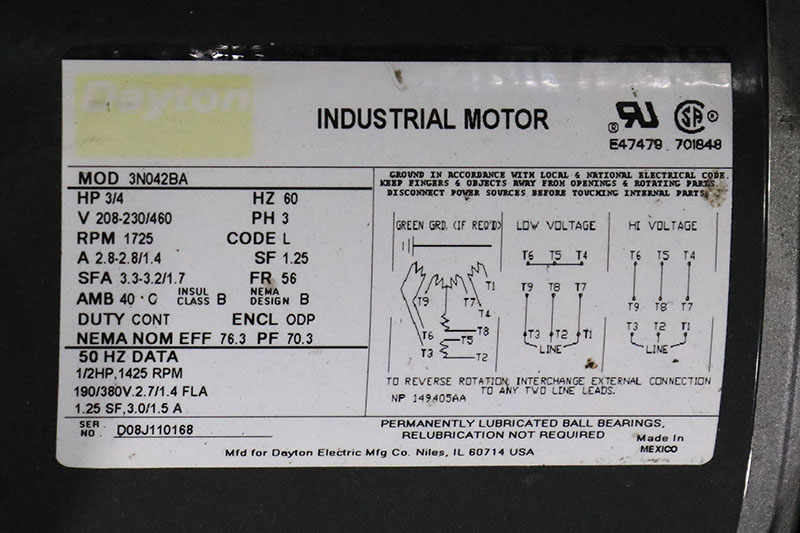 Dayton
INDUSTRIAL MOTOR
E47479 701848
MOD 3N042BA
HP 3/4 HZ 60
V 208-230/460 PH 3
RPM 1725 CODE L
A 2.8-2.8/1.4 SF 1.25
SFA 3.3-3.2/1.7 FR 56
AMB 40 · C INSUL CLASS B NEMA DESIGN B
DUTY CONT ENCL ODP
NEMA NOM EFF 76.3 PF 70.3
50 HZ DATA
1/2HP,1425 RPM
190/380V.2.7/1.4 FLA
1.25 SF,3.0/1.5 A
SER. NO. D08J110168
GROUND IN ACCORDANCE WITH LOCAL & NATIONAL ELECTRICAL CODE.
KEEP FINGERS & OBJECTS AWAY FROM OPENINGS & ROTATING PARTS
DISCONNECT POWER SOURCES BEFORE TOUCHING INTERNAL PARTS.
GREEN GRD. (IF REQ'D)
T1
T9 T7
T4
T6 T8
T5
T3 T2
LOW VOLTAGE
T6 T5 T4
T9 T8 T7
T3 T2 T1
LINE
HI VOLTAGE
T6 T5 T4
T9 T8 T7
T3 T2 T1
LINE
TO REVERSE ROTATION, INTERCHANGE EXTERNAL CONNECTION
TO ANY TWO LINE LEADS.
NP 149405AA
PERMANENTLY LUBRICATED BALL BEARINGS,
RELUBRICATION NOT REQUIRED
Made in
MEXICO
Mfd for Dayton Electric Mfg Co. Niles, IL 60714 USA